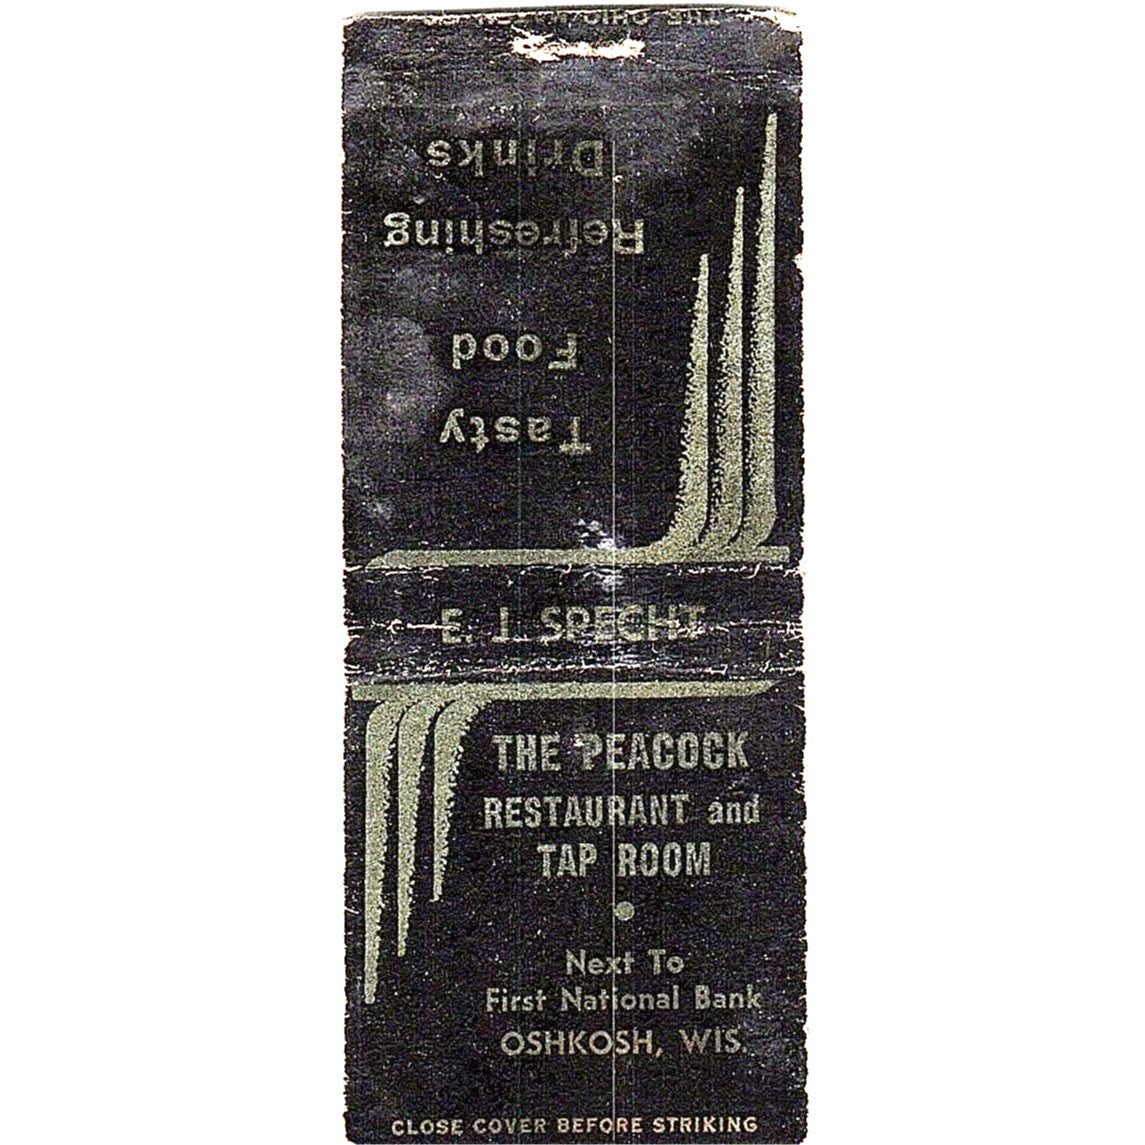 Tasty
Food
Refreshing
Drinks
E. J. SPECHT
THE PEACOCK
RESTAURANT and
TAP ROOM
Next To
First National Bank
OSHKOSH, WIS.
CLOSE COVER BEFORE STRIKING